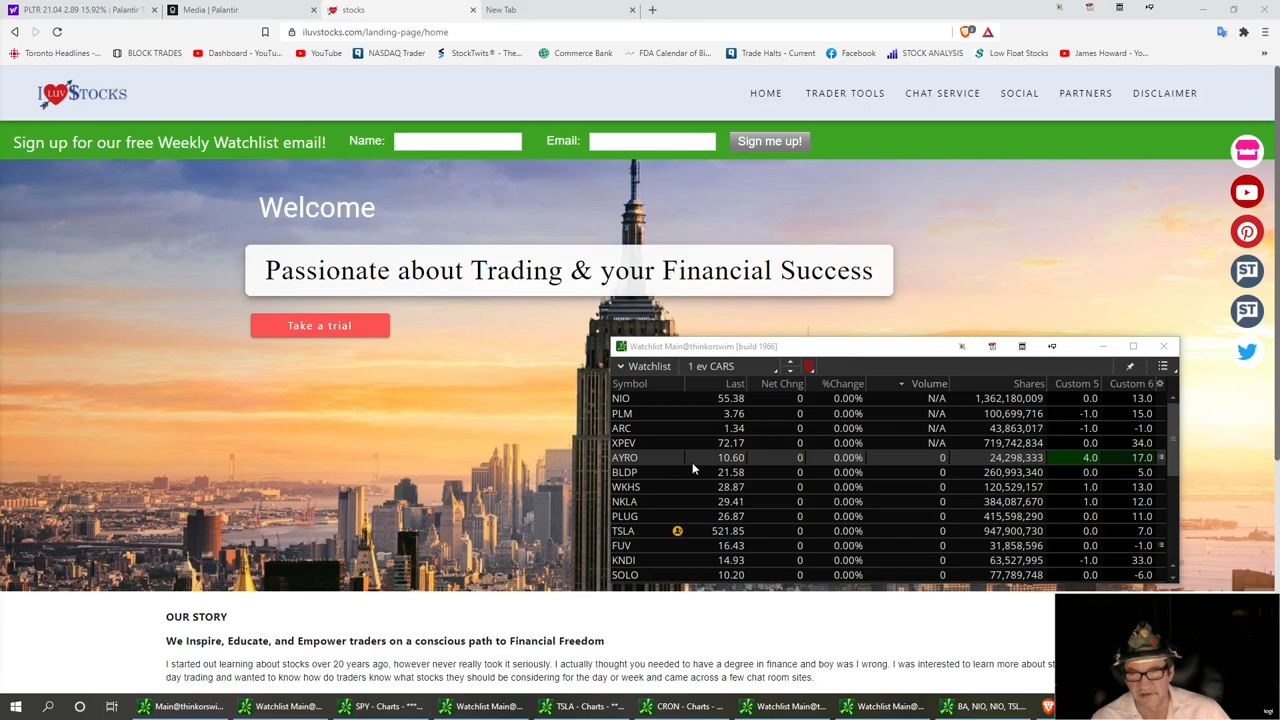 PLTR 21.04 2.89 15.92% : Palantir T
Media | Palantir
stocks
New Tab
iluvstocks.com/landing-page/home
Toronto Headlines -...
BLOCK TRADES
Dashboard - YouTu...
YouTube
NASDAQ Trader
StockTwits® - The...
Commerce Bank
FDA Calendar of Bi...
Trade Halts - Current
Facebook
STOCK ANALYSIS
Low Float Stocks
James Howard - Yo...
I LUV $TOCKS
HOME
TRADER TOOLS
CHAT SERVICE
SOCIAL
PARTNERS
DISCLAIMER
Sign up for our free Weekly Watchlist email!
Name:
Email:
Sign me up!
Welcome
Passionate about Trading & your Financial Success
Take a trial
ST
ST
Watchlist Main@thinkorswim [build 1966]
Watchlist 1 ev CARS
Symbol Last Net Chng %Change Volume Shares Custom 5 Custom 6
NIO 55.38 0 0.00% N/A 1,362,180,009 0.0 13.0
PLM 3.76 0 0.00% N/A 100,699,716 -1.0 15.0
ARC 1.34 0 0.00% N/A 43,863,017 -1.0 -1.0
XPEV 72.17 0 0.00% N/A 719,742,834 0.0 34.0
AYRO 10.60 0 0.00% 0 24,298,333 4.0 17.0
BLDP 21.58 0 0.00% 0 260,993,340 0.0 5.0
WKHS 28.87 0 0.00% 0 120,529,157 1.0 13.0
NKLA 29.41 0 0.00% 0 384,087,670 1.0 12.0
PLUG 26.87 0 0.00% 0 415,598,290 0.0 11.0
TSLA 521.85 0 0.00% 0 947,900,730 0.0 7.0
FUV 16.43 0 0.00% 0 31,858,596 0.0 -1.0
KNDI 14.93 0 0.00% 0 63,527,995 -1.0 33.0
SOLO 10.20 0 0.00% 0 77,789,748 0.0 -6.0
OUR STORY
We Inspire, Educate, and Empower traders on a conscious path to Financial Freedom
I started out learning about stocks over 20 years ago, however never really took it seriously. I actually thought you needed to have a degree in finance and boy was I wrong. I was interested to learn more about st
day trading and wanted to know how do traders know what stocks they should be considering for the day or week and came across a few chat room sites.
logi
Main@thinkorswi...
Watchlist Main@...
SPY - Charts - ***...
Watchlist Main@...
TSLA - Charts - **...
CRON - Charts - ...
Watchlist Main@t...
Watchlist Main@...
BA, NIO, NIO, TSL...